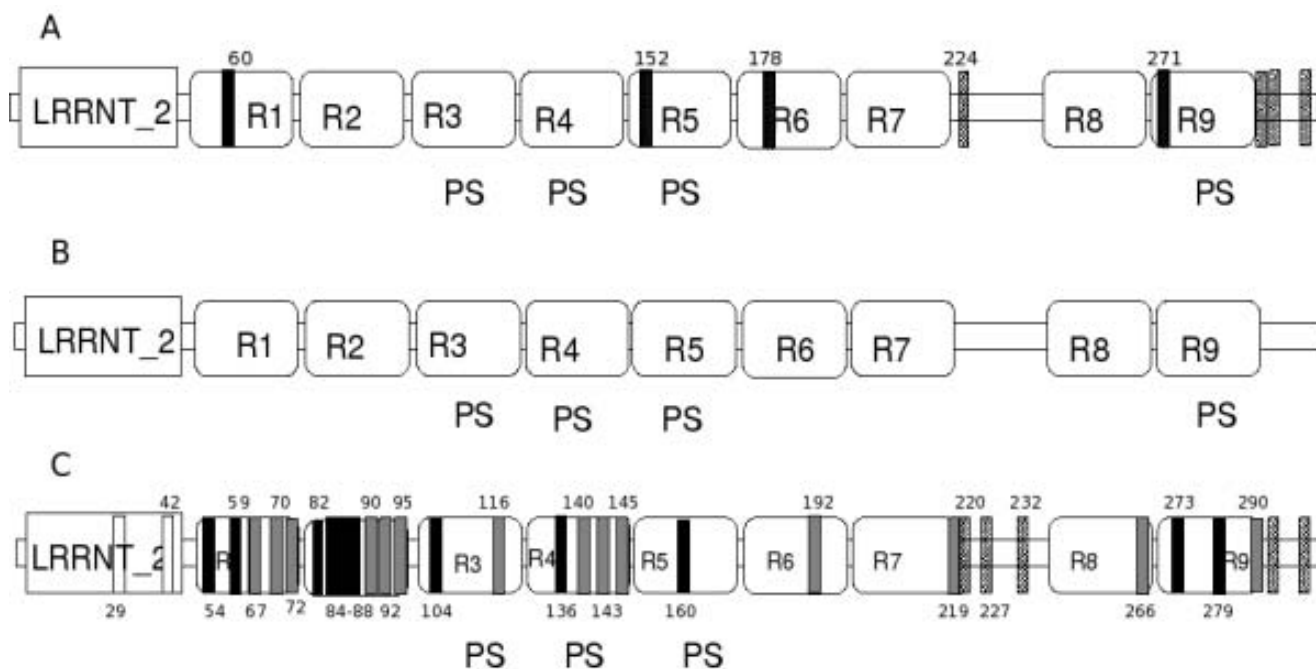 A
60 152 178 224 271
LRRNT_2 R1 R2 R3 R4 R5 R6 R7 R8 R9
PS PS PS PS
B
LRRNT_2 R1 R2 R3 R4 R5 R6 R7 R8 R9
PS PS PS PS
C
42 59 70 82 90 95 116 140 145 192 220 232 273 290
LRRNT_2 R R3 R4 R5 R6 R7 R8 R9
29 54 67 72 84-88 92 104 136 143 160 219 227 266 279
PS PS PS